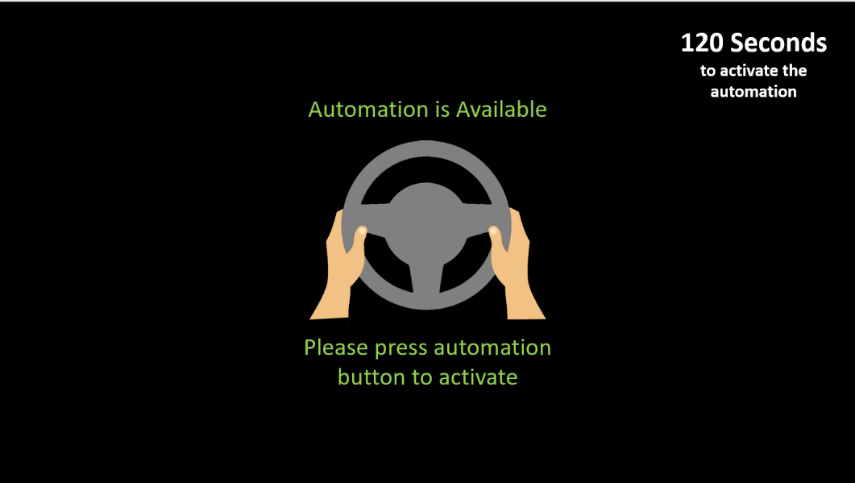 120 Seconds
to activate the
automation
Automation is Available
Please press automation
button to activate